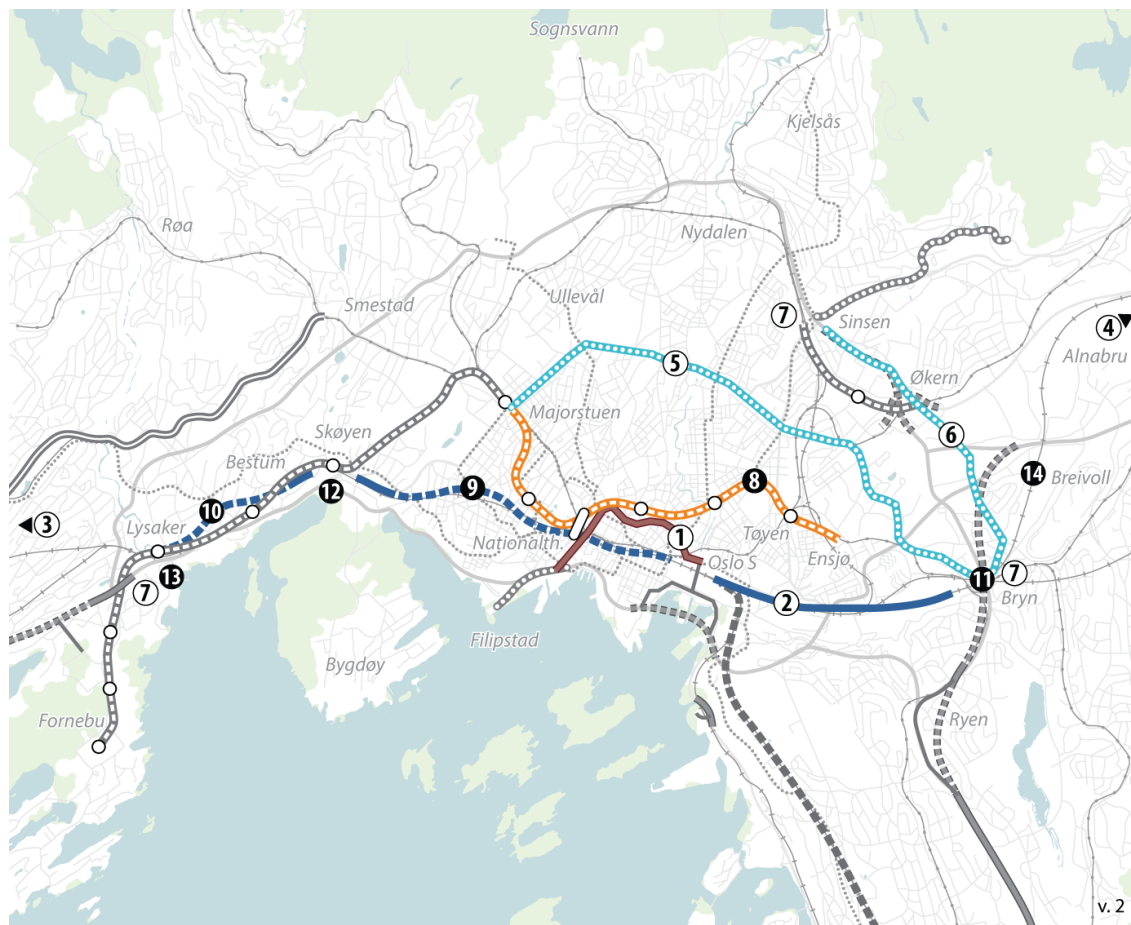 Sognsvann
Kjelsås
Røa
Nydalen
Ullevål
Smestad
7
Sinsen
4
Alnabru
5
Økern
Majorstuen
6
Skøyen
Bestum
14
Breivoll
8
9
12
10
Lysaker
3
Nationalth
1
Tøyen
Ensjø
Oslo S
7
13
11
7
Bryn
2
Filipstad
Bygdøy
Fornebu
Ryen
v. 2